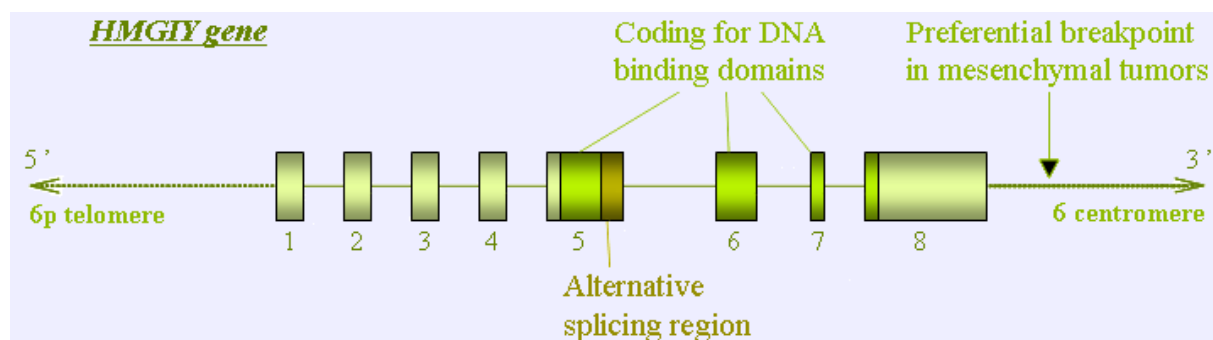 HMGIY gene
Coding for DNA
binding domains
Preferential breakpoint
in mesenchymal tumors
5’
3’
6p telomere
6 centromere
1 2 3 4 5 6 7 8
Alternative
splicing region